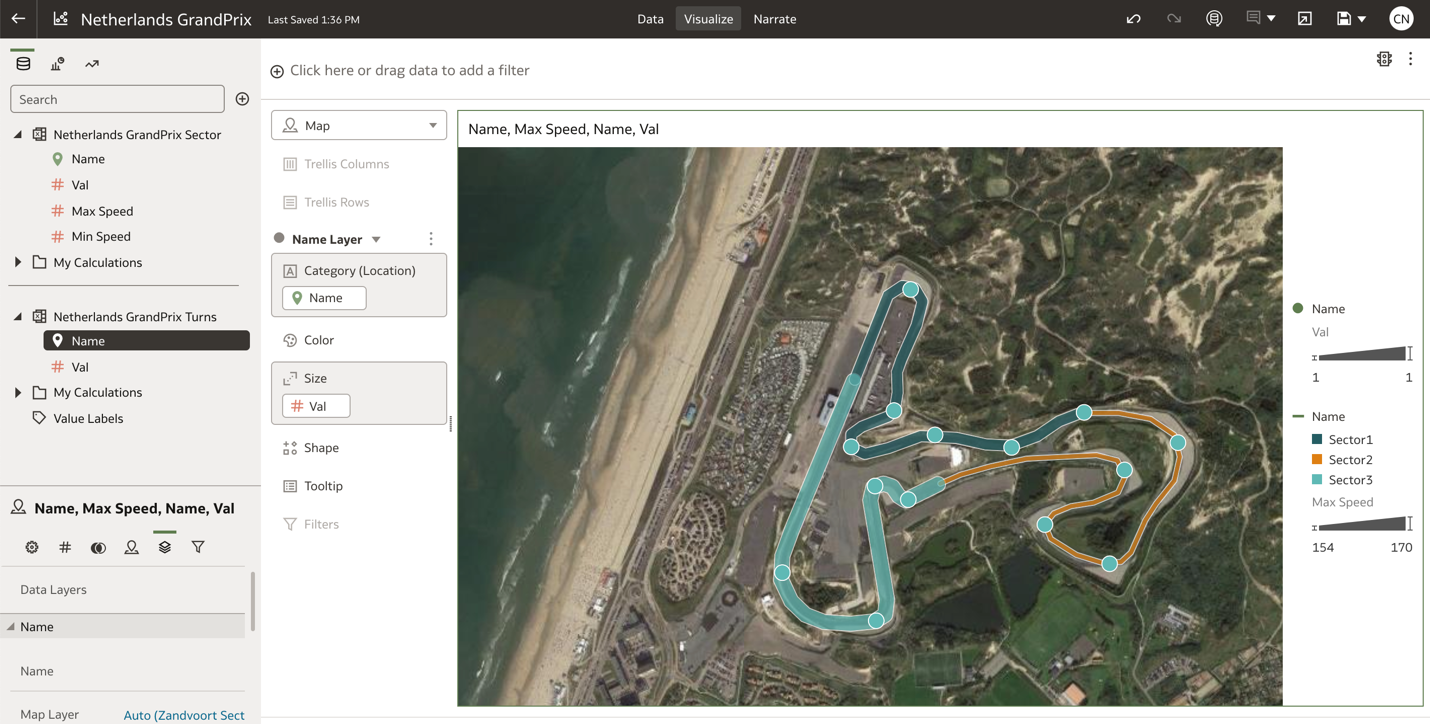 Netherlands GrandPrix Last Saved 1:36 PM
Data Visualize Narrate
CN
Search
Netherlands GrandPrix Sector
Name
Val
Max Speed
Min Speed
My Calculations
Netherlands GrandPrix Turns
Name
Val
My Calculations
Value Labels
Name, Max Speed, Name, Val
Data Layers
Name
Name
Map Layer Auto (Zandvoort Sect
Click here or drag data to add a filter
Map
Trellis Columns
Trellis Rows
Name Layer
A Category (Location)
Name
Color
Size
Val
Shape
Tooltip
Filters
Name, Max Speed, Name, Val
Name
Val
1 1
Name
Sector1
Sector2
Sector3
Max Speed
154 170